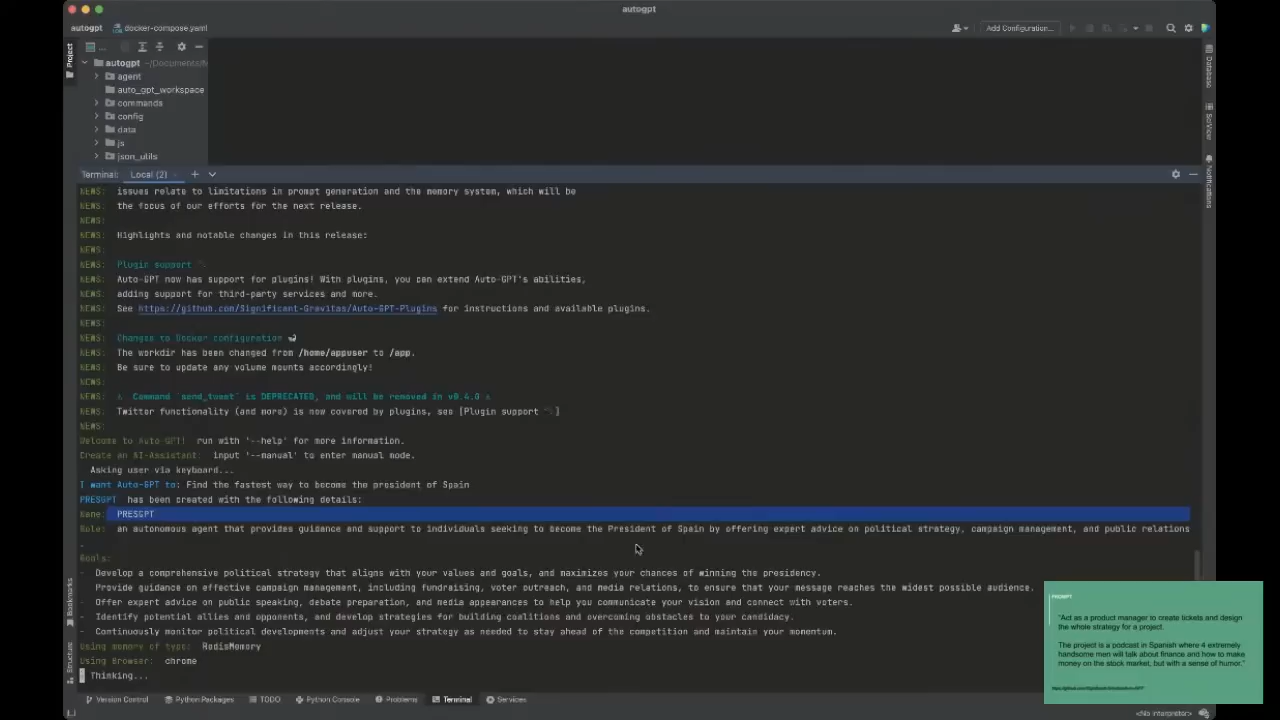 autogpt
autogpt docker-compose.yaml
Add Configuration...
Project
autogpt
agent
auto_gpt_workspace
commands
config
data
js
json_utils
Database
SciView
Notifications
Terminal: Local (2)
NEWS: issues relate to limitations in prompt generation and the memory system, which will be
NEWS: the focus of our efforts for the next release.
NEWS:
NEWS: Highlights and notable changes in this release:
NEWS:
NEWS: Plugin support
NEWS: Auto-GPT now has support for plugins! With plugins, you can extend Auto-GPT's abilities,
NEWS: adding support for third-party services and more.
NEWS: See https://github.com/Significant-Gravitas/Auto-GPT-Plugins for instructions and available plugins.
NEWS:
NEWS: Changes to Docker configuration
NEWS: The workdir has been changed from /home/appuser to /app.
NEWS: Be sure to update any volume mounts accordingly!
NEWS:
NEWS: Command `send_tweet` is DEPRECATED, and will be removed in v0.4.0
NEWS: Twitter functionality (and more) is now covered by plugins, see [Plugin support ]
NEWS:
Welcome to Auto-GPT! run with '--help' for more information.
Create an AI-Assistant: input '--manual' to enter manual mode.
Asking user via keyboard...
I want Auto-GPT to: Find the fastest way to become the president of Spain
PRESGPT has been created with the following details:
Name: PRESGPT
Role: an autonomous agent that provides guidance and support to individuals seeking to become the President of Spain by offering expert advice on political strategy, campaign management, and public relations
.
Goals:
- Develop a comprehensive political strategy that aligns with your values and goals, and maximizes your chances of winning the presidency.
- Provide guidance on effective campaign management, including fundraising, voter outreach, and media relations, to ensure that your message reaches the widest possible audience.
- Offer expert advice on public speaking, debate preparation, and media appearances to help you communicate your vision and connect with voters.
- Identify potential allies and opponents, and develop strategies for building coalitions and overcoming obstacles to your candidacy.
- Continuously monitor political developments and adjust your strategy as needed to stay ahead of the competition and maintain your momentum.
Using memory of type: RedisMemory
Using Browser: chrome
Thinking...
Bookmarks
Structure
Version Control Python Packages TODO Python Console Problems Terminal Services
<No interpreter>
PROMPT
"Act as a product manager to create tickets and design
the whole strategy for a project.
The project is a podcast in Spanish where 4 extremely
handsome men will talk about finance and how to make
money on the stock market, but with a sense of humor."